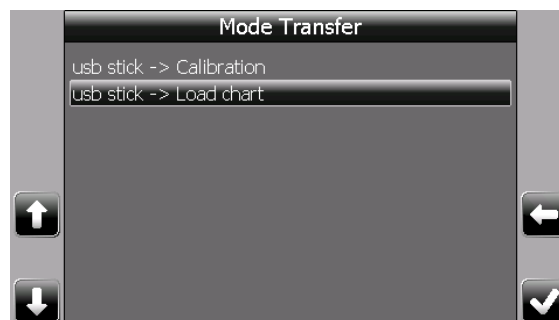 Mode Transfer
usb stick -> Calibration
usb stick -> Load chart